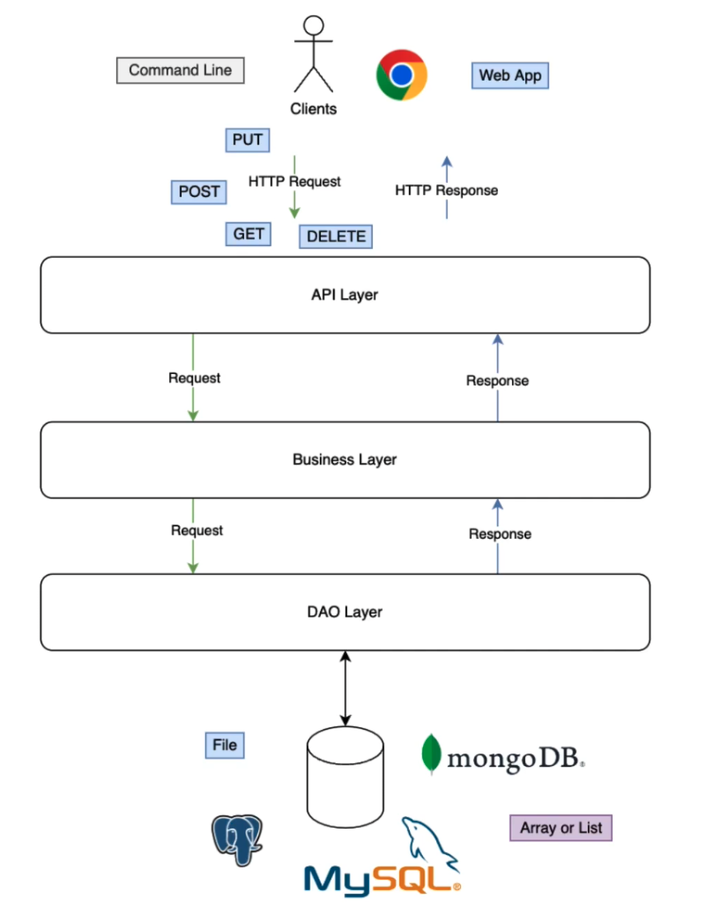 Command Line
Web App
Clients
PUT
HTTP Request
POST
HTTP Response
GET
DELETE
API Layer
Request
Response
Business Layer
Request
Response
DAO Layer
File
mongoDB®
Array or List
MySQL®